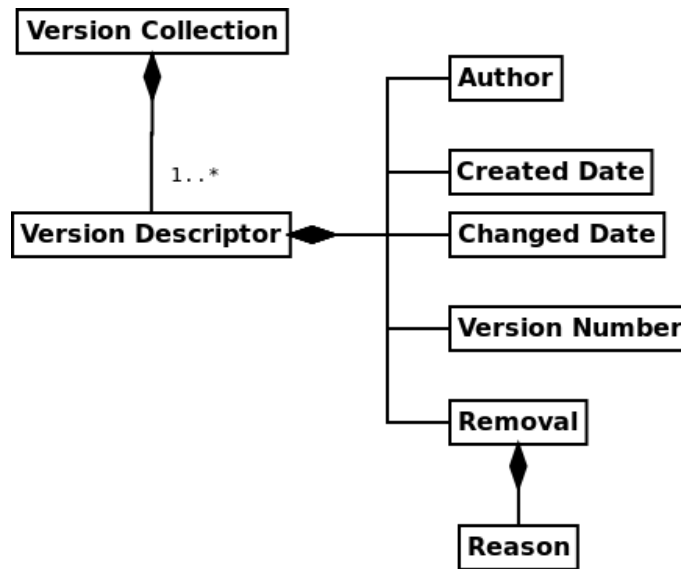 Version Collection
Author
Created Date
1..*
Version Descriptor
Changed Date
Version Number
Removal
Reason